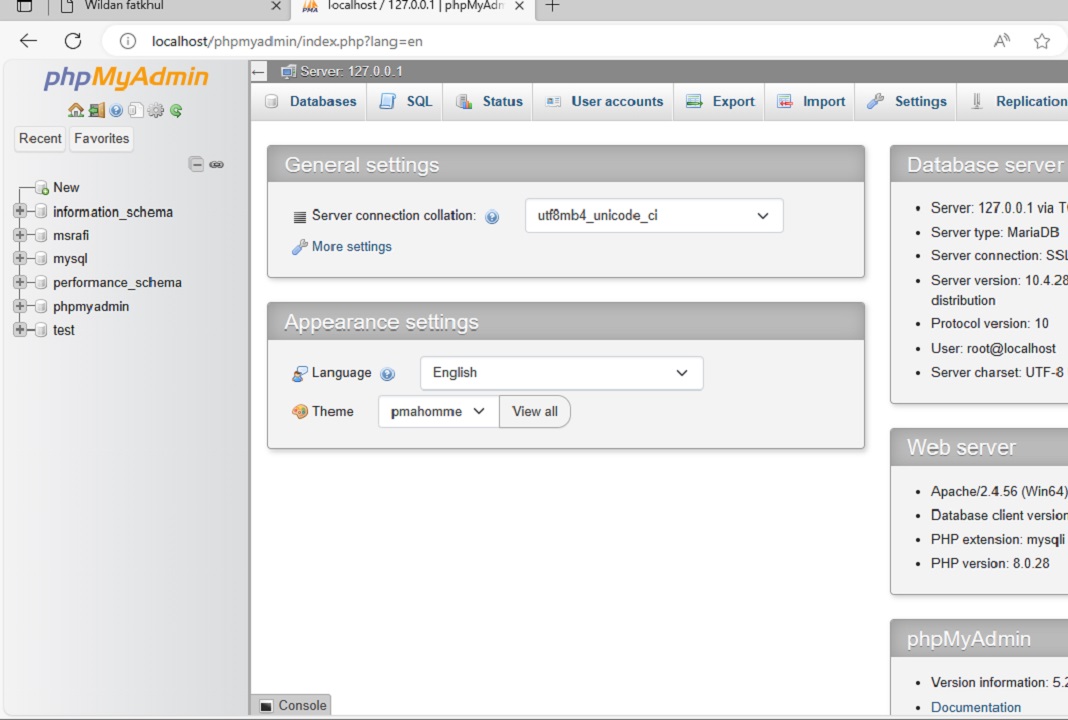 Wildan fatkhul
localhost / 127.0.0.1 | phpMyAdm
localhost/phpmyadmin/index.php?lang=en
phpMyAdmin
Recent
Favorites
New
information_schema
msrafi
mysql
performance_schema
phpmyadmin
test
Server: 127.0.0.1
Databases
SQL
Status
User accounts
Export
Import
Settings
Replication
General settings
Server connection collation:
utf8mb4_unicode_ci
More settings
Appearance settings
Language
English
Theme
pmahomme
View all
Database server
Server: 127.0.0.1 via T
Server type: MariaDB
Server connection: SSL
Server version: 10.4.28
distribution
Protocol version: 10
User: root@localhost
Server charset: UTF-8
Web server
Apache/2.4.56 (Win64)
Database client version
PHP extension: mysqli
PHP version: 8.0.28
phpMyAdmin
Version information: 5.2
Documentation
Console